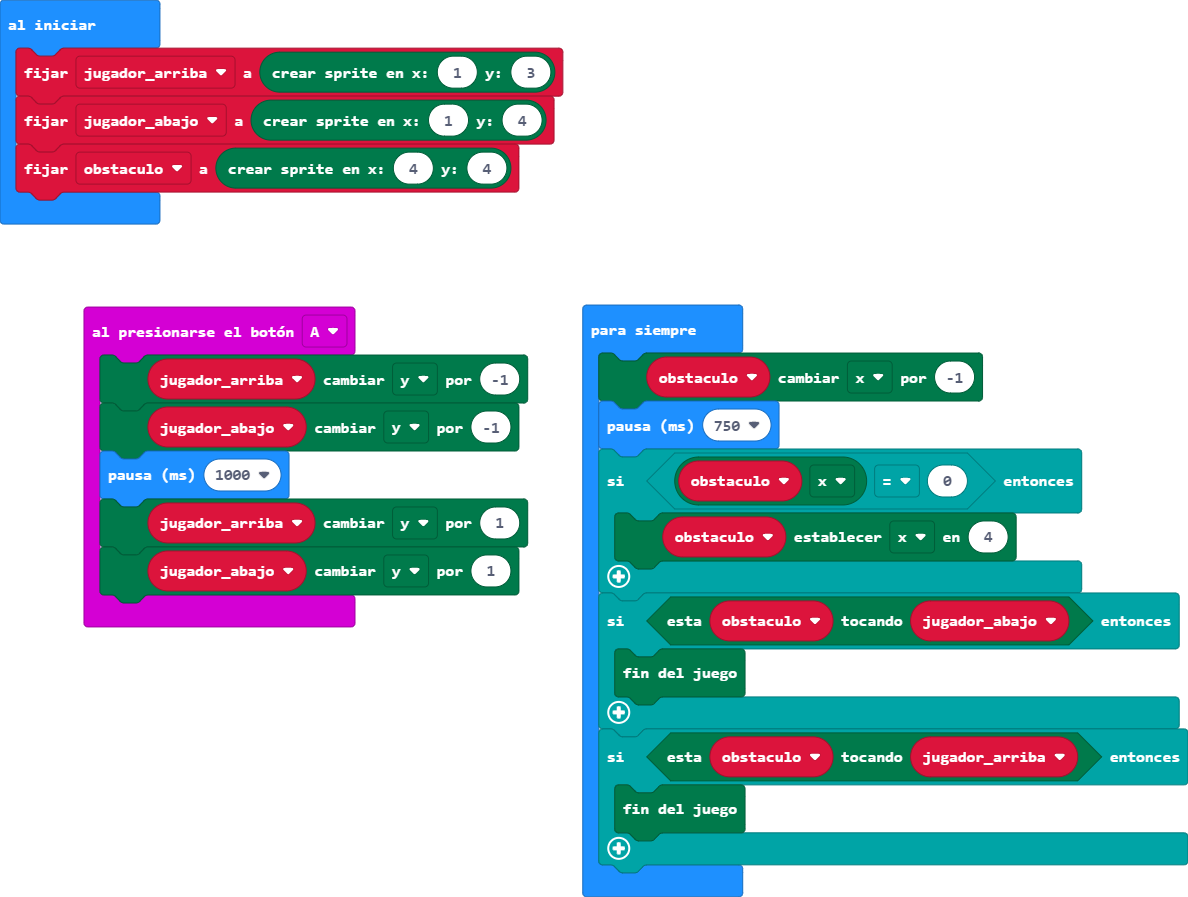 al iniciar
fijar jugador_arriba a crear sprite en x: 1 y: 3
fijar jugador_abajo a crear sprite en x: 1 y: 4
fijar obstaculo a crear sprite en x: 4 y: 4
al presionarse el botón A
jugador_arriba cambiar y por -1
jugador_abajo cambiar y por -1
pausa (ms) 1000
jugador_arriba cambiar y por 1
jugador_abajo cambiar y por 1
para siempre
obstaculo cambiar x por -1
pausa (ms) 750
si obstaculo x = 0 entonces
obstaculo establecer x en 4
si esta obstaculo tocando jugador_abajo entonces
fin del juego
si esta obstaculo tocando jugador_arriba entonces
fin del juego